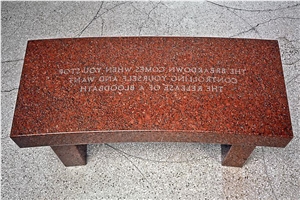 THE BREAKDOWN COMES WHEN YOU STOP
CONTROLLING YOURSELF AND WANT
THE RELEASE OF A BLOODBATH